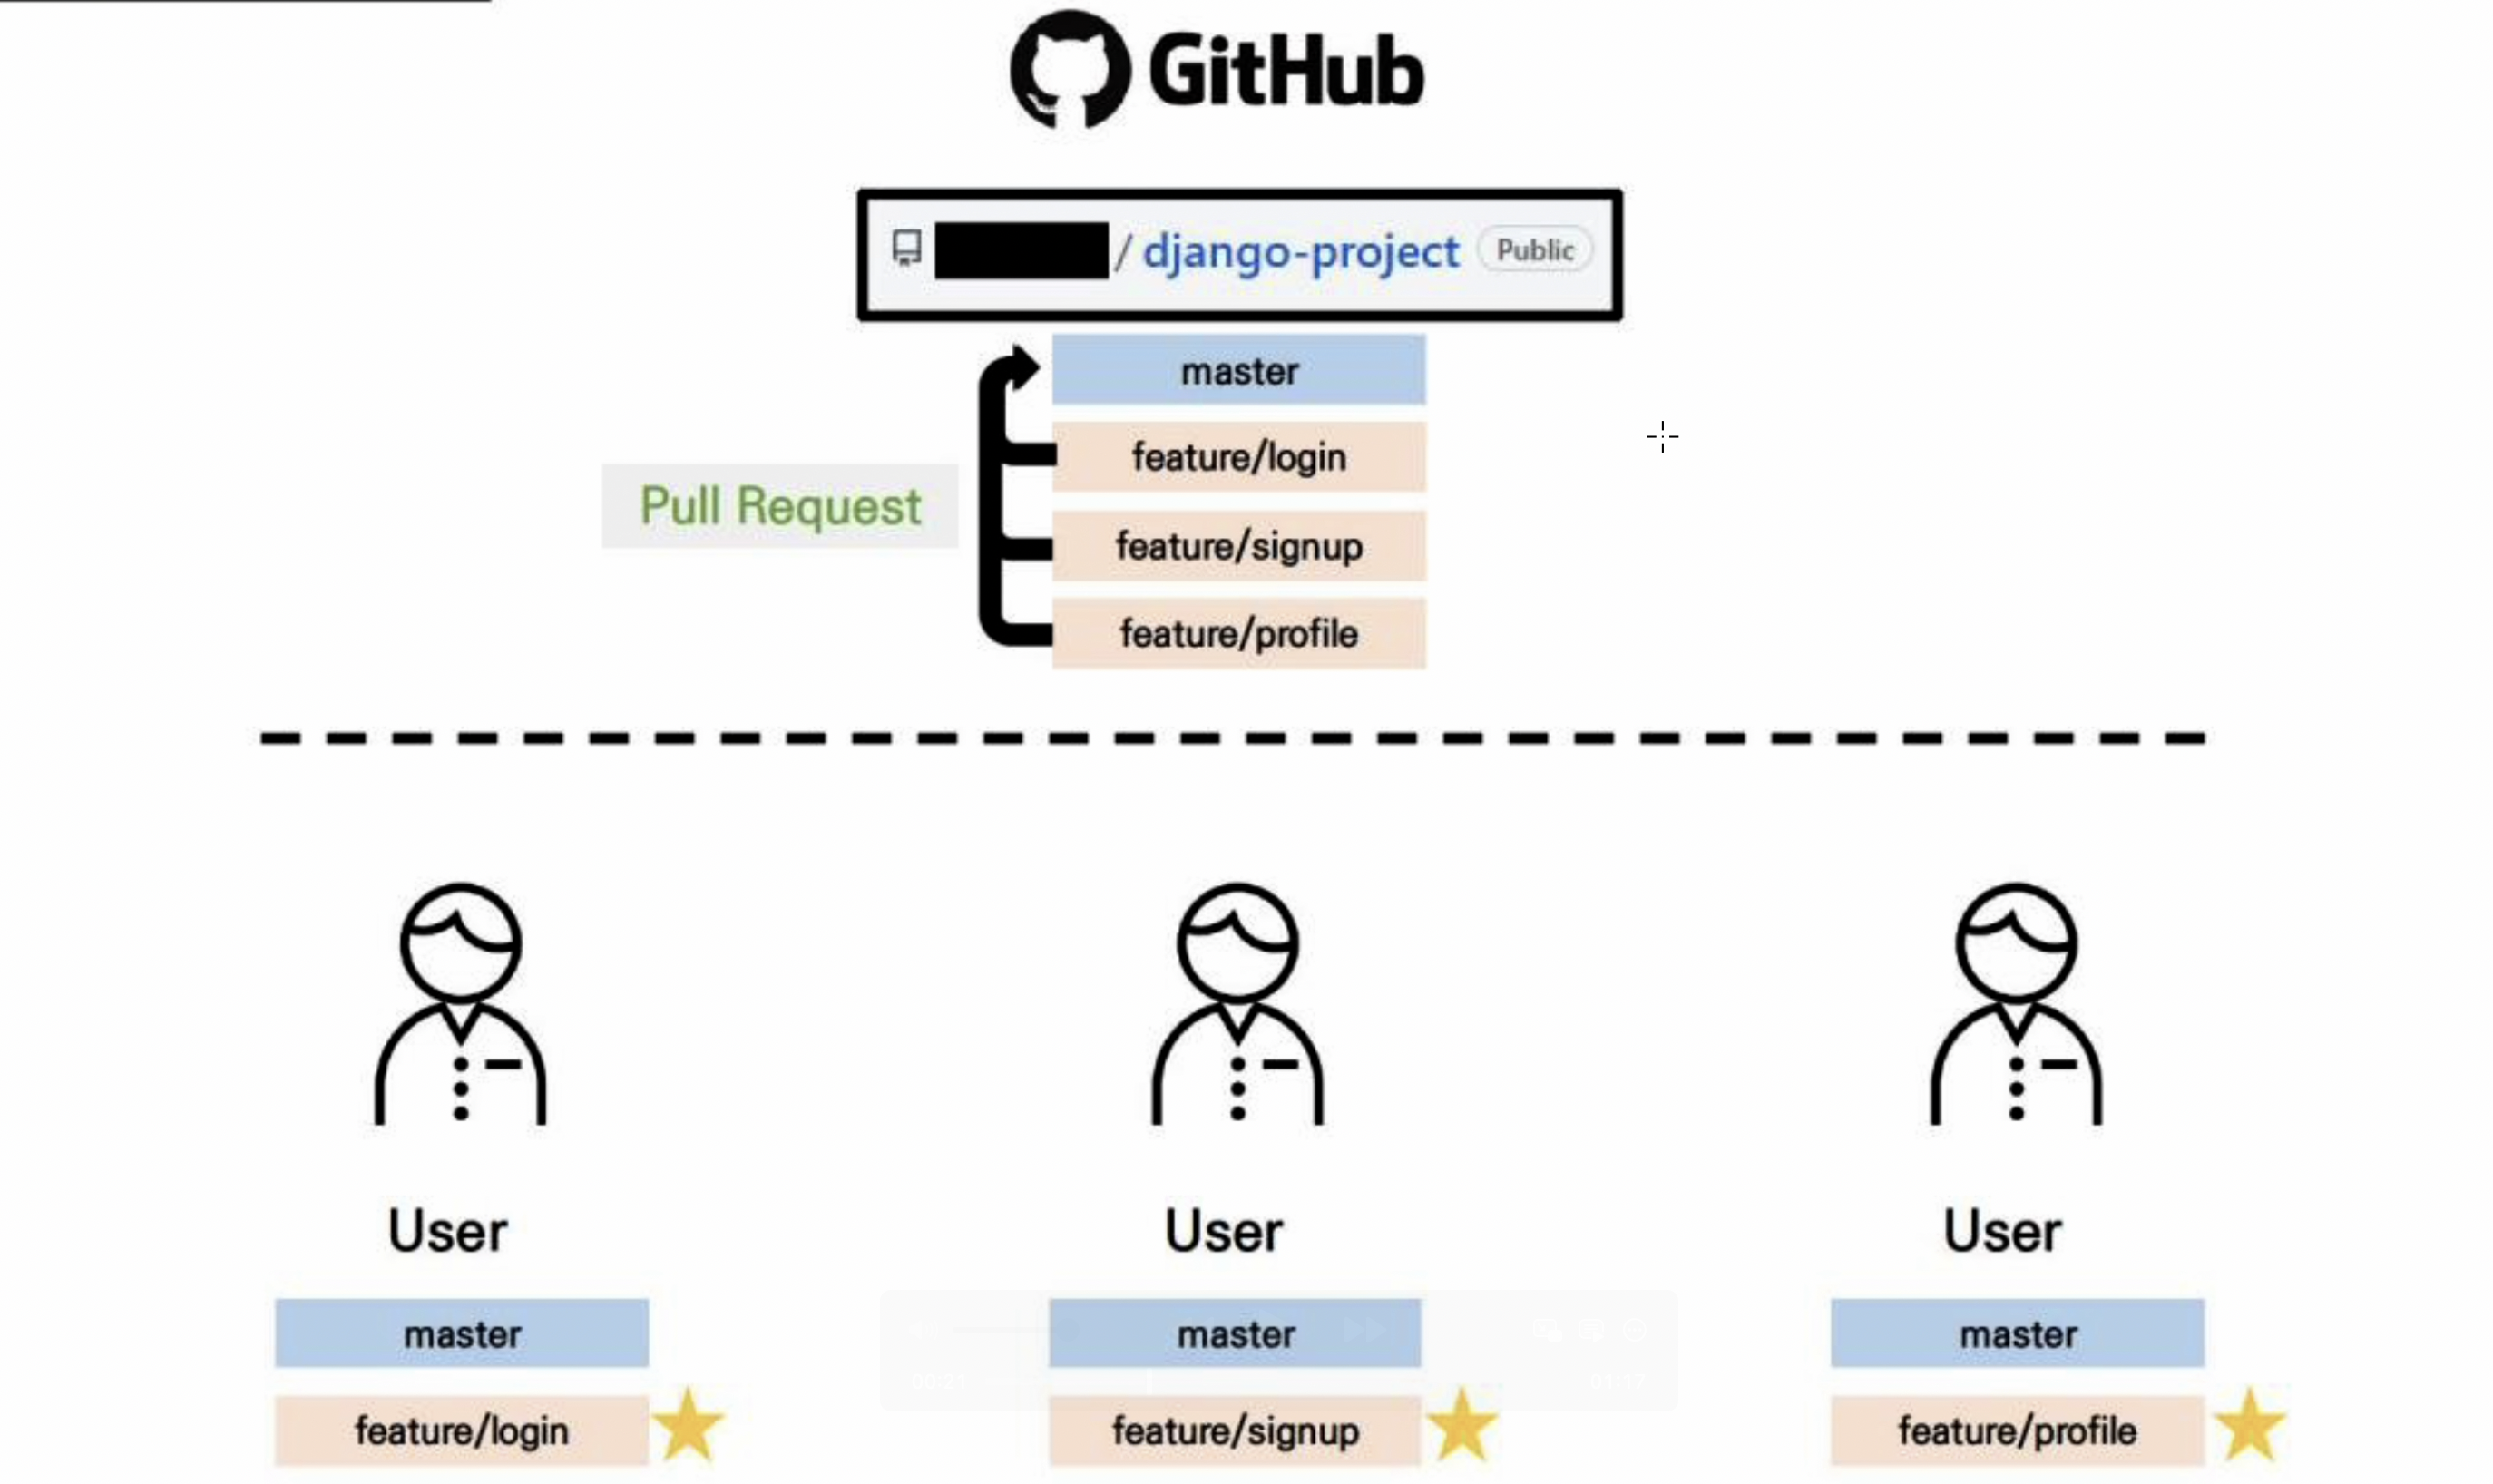 GitHub
/ django-project Public
master
feature/login
Pull Request
feature/signup
feature/profile
User
User
User
master
master
master
feature/login
feature/signup
feature/profile